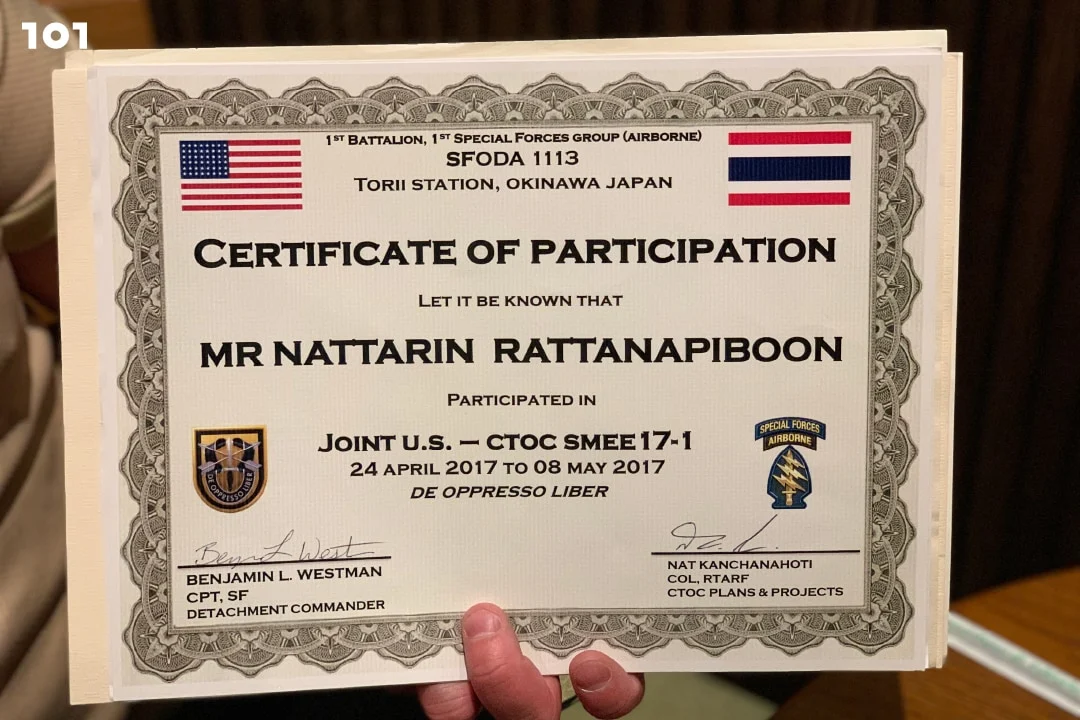 101
1ST BATTALION, 1ST SPECIAL FORCES GROUP (AIRBORNE)
SFODA 1113
TORII STATION, OKINAWA JAPAN
CERTIFICATE OF PARTICIPATION
LET IT BE KNOWN THAT
MR NATTARIN RATTANAPIBOON
PARTICIPATED IN
JOINT U.S. – CTOC SMEE 17-1
24 APRIL 2017 TO 08 MAY 2017
DE OPPRESSO LIBER
DE OPPRESSO LIBER
SPECIAL FORCES
AIRBORNE
BENJAMIN L. WESTMAN
CPT, SF
DETACHMENT COMMANDER
NAT KANCHANAHOTI
COL, RTARF
CTOC PLANS & PROJECTS